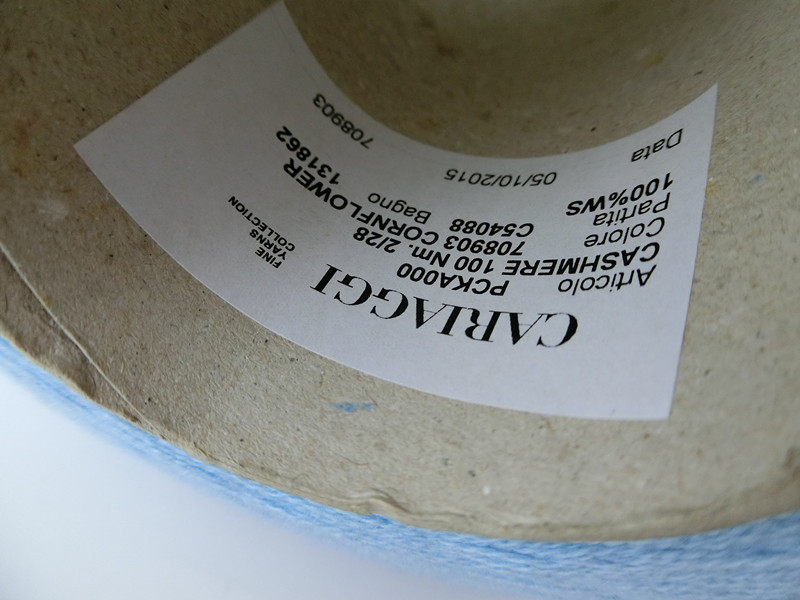 CARIAGGI
FINE
YARNS
COLLECTION
Articolo PCKA000
CASHMERE 100 Nm. 2/28
Colore 708903 CORNFLOWER
Partita C54088 Bagno 131862
100%WS
Data 05/10/2015 708903